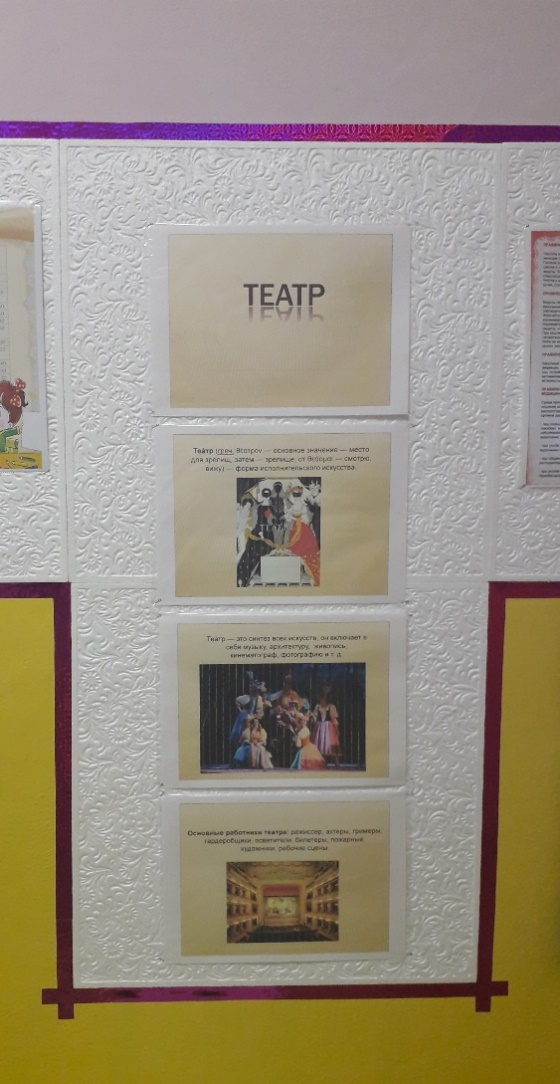 ТЕАТР
Теа́тр (греч. θέατρον — основное значение — место
для зрелищ, затем — зрелище, от θεάομαι — смотрю,
вижу) — форма исполнительского искусства.
Театр — это синтез всех искусств, он включает в
себя музыку, архитектуру, живопись,
кинематограф, фотографию и т.д.
Основные работники театра: режиссер, актеры, гримеры,
гардеробщики, осветители, билетеры, пожарные,
художники, рабочие сцены.